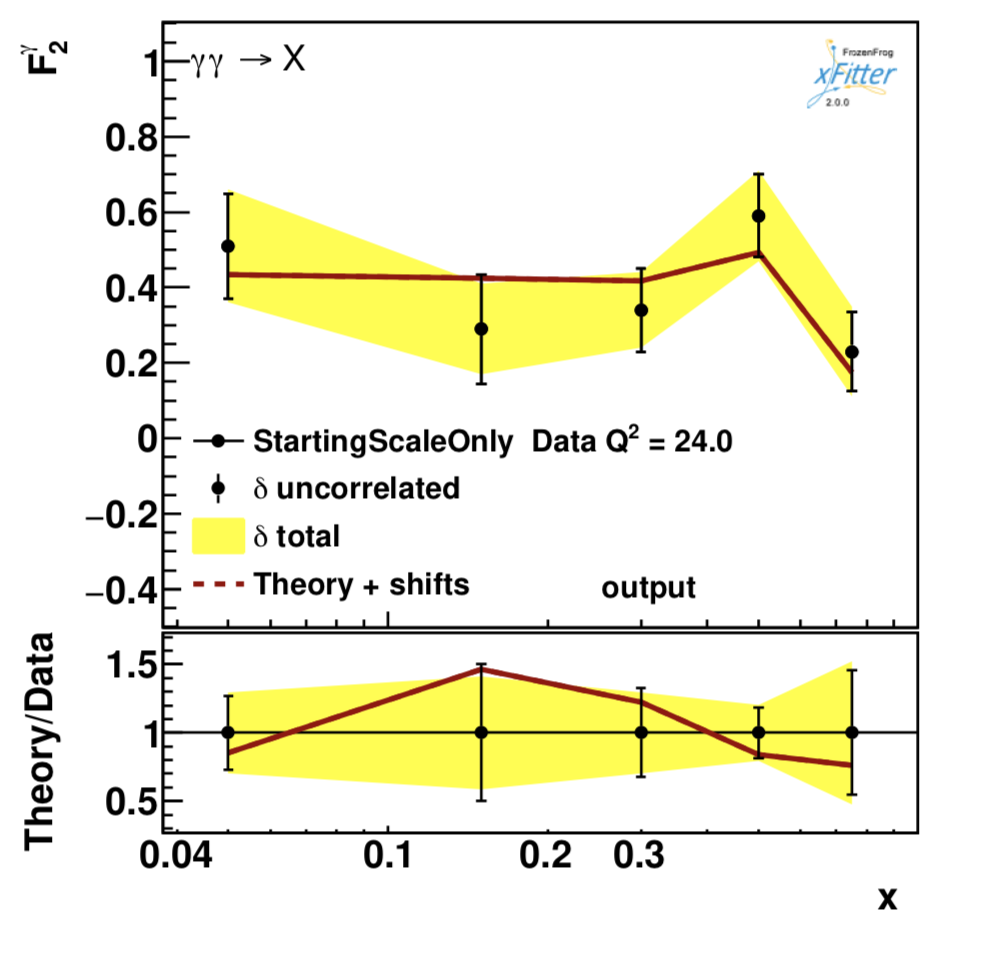 F₂^γ
1
γγ → X
FrozenFrog
xFitter
2.0.0
0.8
0.6
0.4
0.2
0
StartingScaleOnly Data Q² = 24.0
δ uncorrelated
−0.2
δ total
−0.4
Theory + shifts output
Theory/Data
1.5
1
0.5
0.04 0.1 0.2 0.3
x